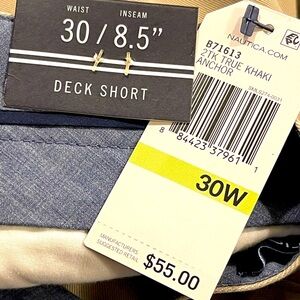 WAIST INSEAM
30 / 8.5"
DECK SHORT
NAUTICA.COM
B71613
2TK TRUE KHAKI
ANCHOR
8 84423 37961 1
30W
MANUFACTURERS
SUGGESTED RETAIL
$55.00